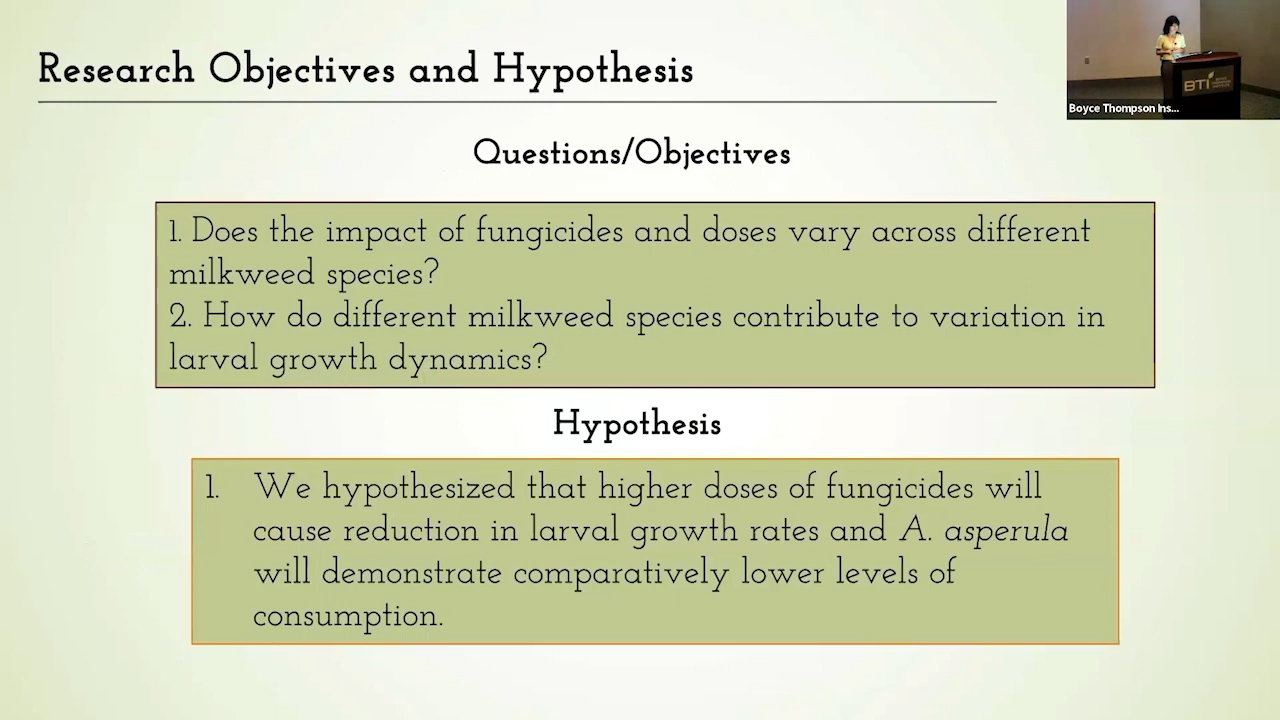 Research Objectives and Hypothesis
Boyce Thompson Ins...
BTI
Questions/Objectives
1. Does the impact of fungicides and doses vary across different
milkweed species?
2. How do different milkweed species contribute to variation in
larval growth dynamics?
Hypothesis
1. We hypothesized that higher doses of fungicides will
cause reduction in larval growth rates and A. asperula
will demonstrate comparatively lower levels of
consumption.